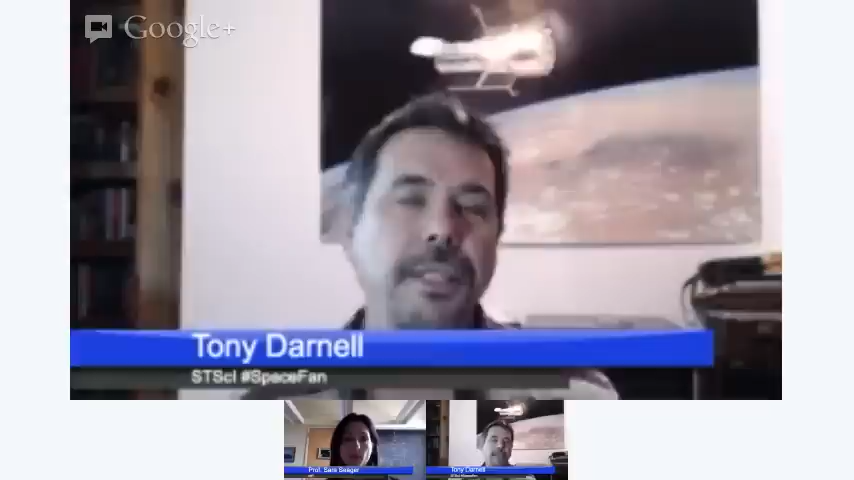 Google+
Tony Darnell
STScI #SpaceFan
Prof. Sara Seager
Tony Darnell